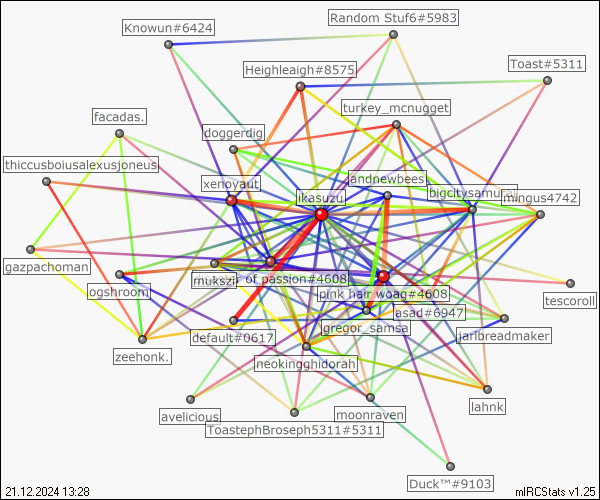 Random Stuf6#5983
Knowun#6424
Toast#5311
Heighleaigh#8575
turkey_mcnugget
facadas.
doggerdig
thiccusboiusalexusjoneus
landnewbees
xenoyaut
ikasuzu
mingus4742
gazpachoman
mukszi
of passion#4608
tescoroll
ogshroom
pink hair woag#4608
asad#6947
gregor_samsa
default#0617
jarlbreadmaker
zeehonk.
neokingghidorah
avelicious
moonraven
lahnk
ToastephBroseph5311#5311
Duck™#9103
21.12.2024 13:28
mIRCStats v1.25